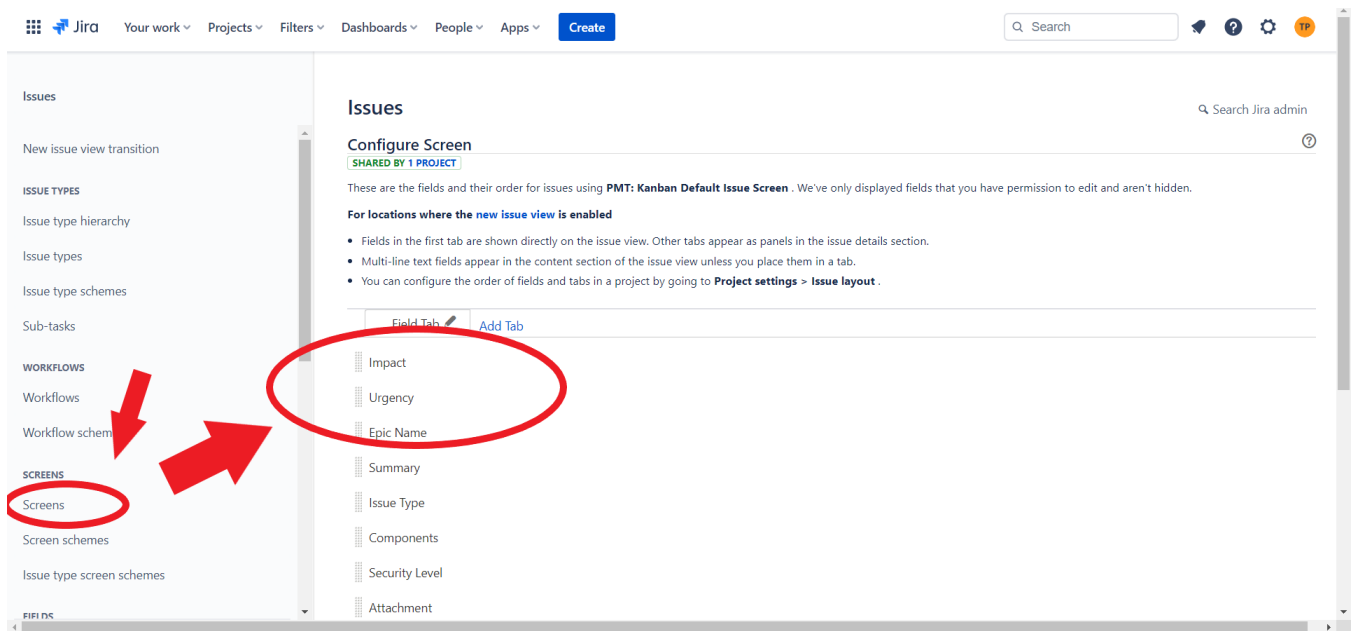 Jira Your work Projects Filters Dashboards People Apps Create Search TP
Issues
New issue view transition
ISSUE TYPES
Issue type hierarchy
Issue types
Issue type schemes
Sub-tasks
WORKFLOWS
Workflows
Workflow schem
SCREENS
Screens
Screen schemes
Issue type screen schemes
FIELDS
Issues
Search Jira admin
Configure Screen
SHARED BY 1 PROJECT
These are the fields and their order for issues using PMT: Kanban Default Issue Screen . We've only displayed fields that you have permission to edit and aren't hidden.
For locations where the new issue view is enabled
• Fields in the first tab are shown directly on the issue view. Other tabs appear as panels in the issue details section.
• Multi-line text fields appear in the content section of the issue view unless you place them in a tab.
• You can configure the order of fields and tabs in a project by going to Project settings > Issue layout .
Field Tab Add Tab
Impact
Urgency
Epic Name
Summary
Issue Type
Components
Security Level
Attachment